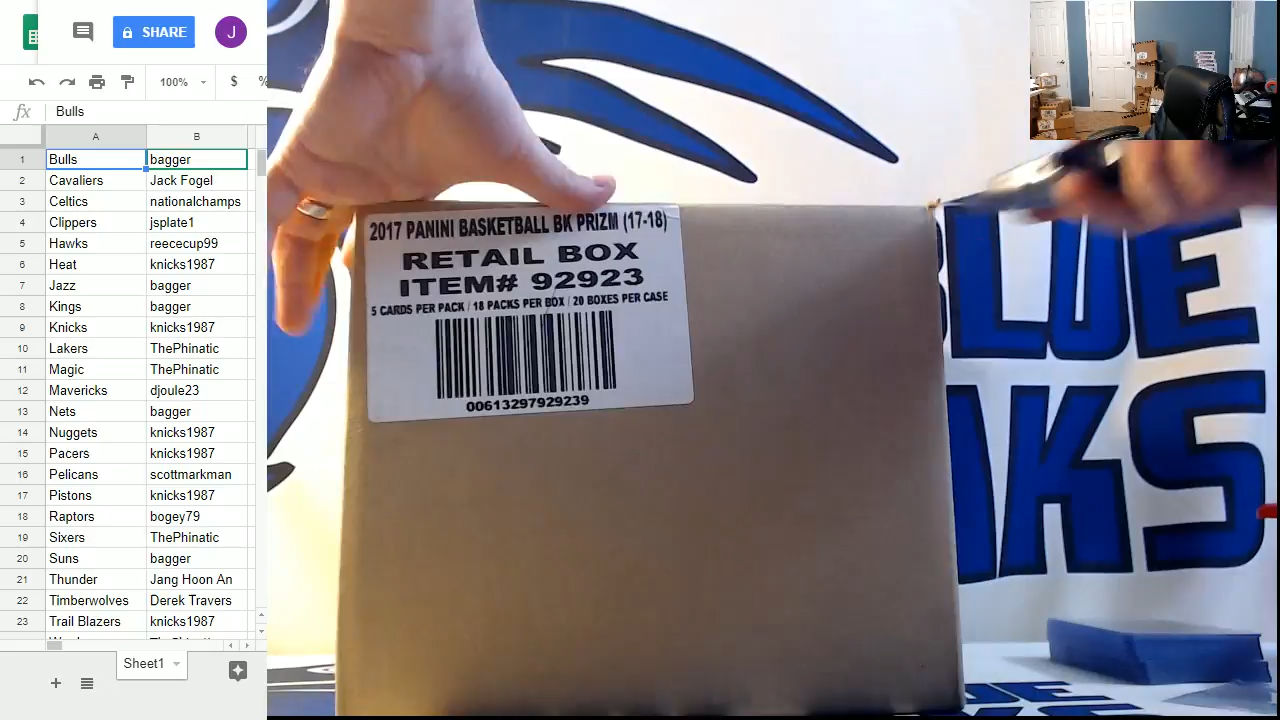 SHARE
J
100%
$
%
fx
Bulls
A
B
1 Bulls bagger
2 Cavaliers Jack Fogel
3 Celtics nationalchamps
4 Clippers jsplate1
5 Hawks reececup99
6 Heat knicks1987
7 Jazz bagger
8 Kings bagger
9 Knicks knicks1987
10 Lakers ThePhinatic
11 Magic ThePhinatic
12 Mavericks djoule23
13 Nets bagger
14 Nuggets knicks1987
15 Pacers knicks1987
16 Pelicans scottmarkman
17 Pistons knicks1987
18 Raptors bogey79
19 Sixers ThePhinatic
20 Suns bagger
21 Thunder Jang Hoon An
22 Timberwolves Derek Travers
23 Trail Blazers knicks1987
Sheet1
2017 PANINI BASKETBALL BK PRIZM (17-18)
RETAIL BOX
ITEM# 92923
5 CARDS PER PACK / 18 PACKS PER BOX / 20 BOXES PER CASE
00613297929239
BLUE
AKS